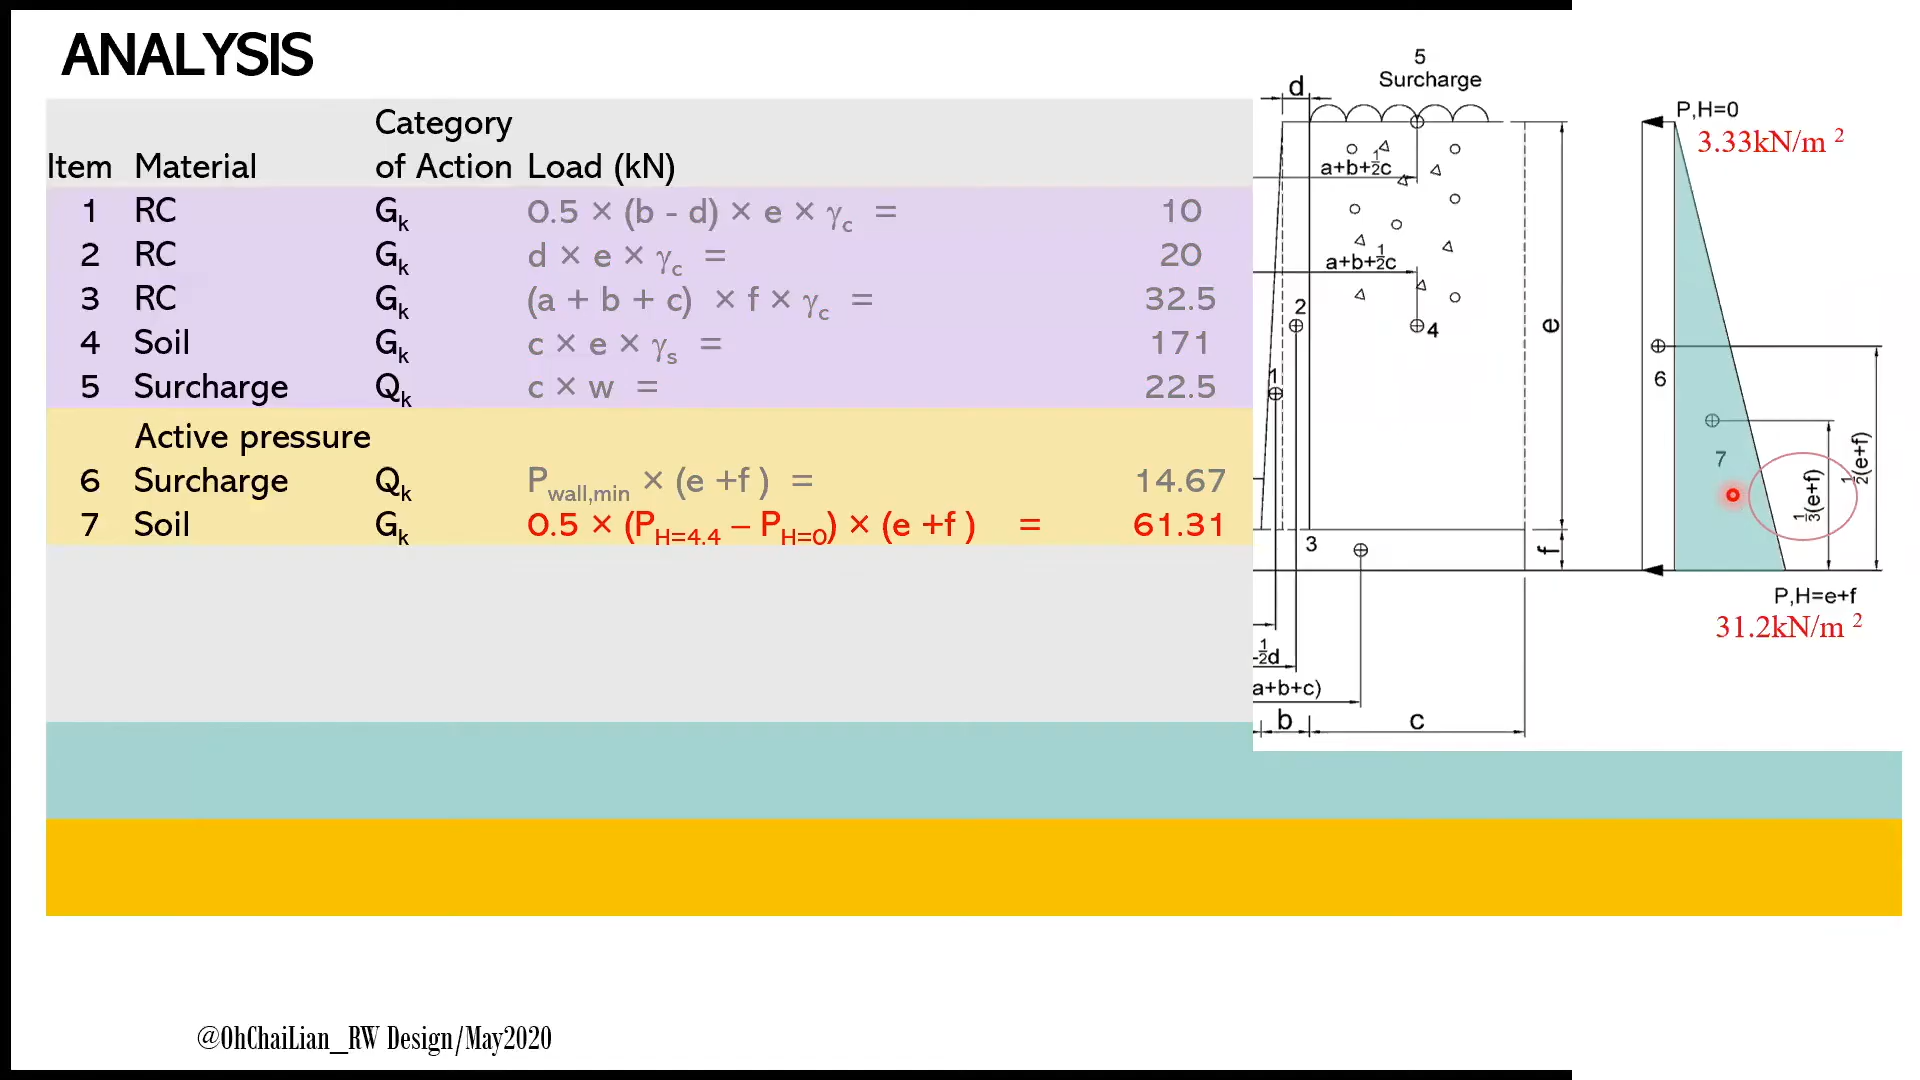 ANALYSIS
Item Material Category of Action Load (kN)
1 RC Gk 0.5 × (b - d) × e × γc = 10
2 RC Gk d × e × γc = 20
3 RC Gk (a + b + c) × f × γc = 32.5
4 Soil Gk c × e × γs = 171
5 Surcharge Qk c × w = 22.5
Active pressure
6 Surcharge Qk Pwall,min × (e +f ) = 14.67
7 Soil Gk 0.5 × (PH=4.4 – PH=0) × (e +f ) = 61.31
5
Surcharge
d
a+b+½c
a+b+½c
2
4
1
e
3
f
-½d
a+b+c)
b
c
P,H=0
3.33kN/m 2
6
7
⅓(e+f)
½(e+f)
P,H=e+f
31.2kN/m 2
@OhChaiLian_RW Design/May2020